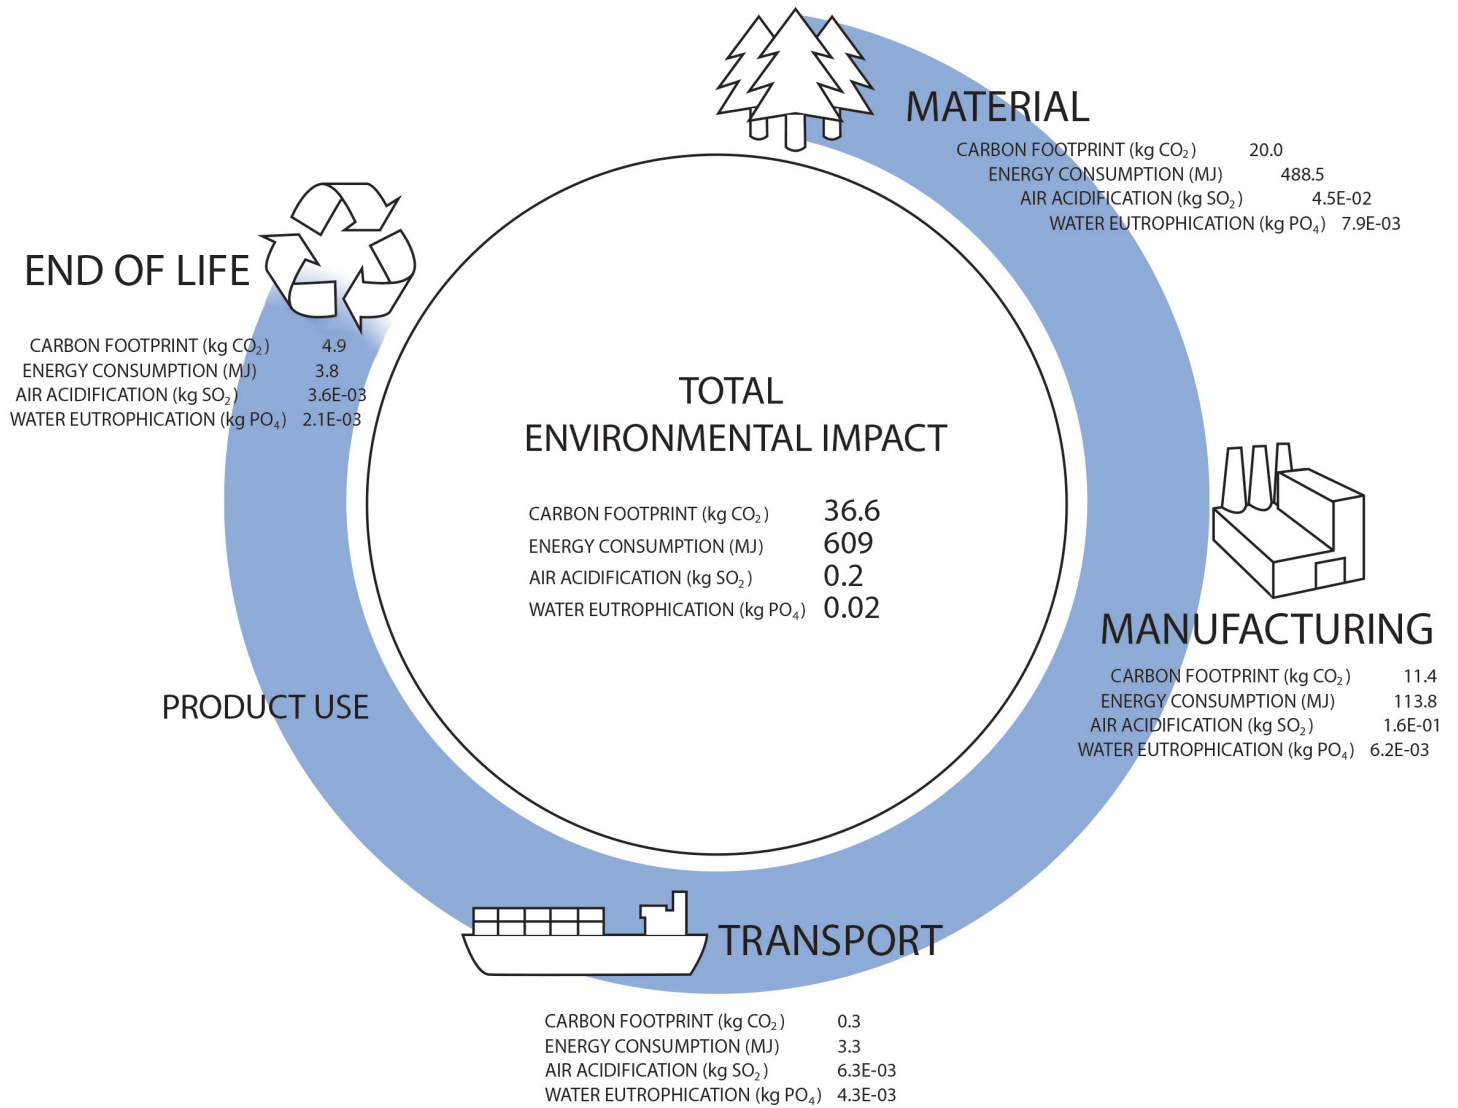 MATERIAL
CARBON FOOTPRINT (kg CO₂) 20.0
ENERGY CONSUMPTION (MJ) 488.5
AIR ACIDIFICATION (kg SO₂) 4.5E-02
WATER EUTROPHICATION (kg PO₄) 7.9E-03
END OF LIFE
CARBON FOOTPRINT (kg CO₂) 4.9
ENERGY CONSUMPTION (MJ) 3.8
AIR ACIDIFICATION (kg SO₂) 3.6E-03
WATER EUTROPHICATION (kg PO₄) 2.1E-03
TOTAL
ENVIRONMENTAL IMPACT
CARBON FOOTPRINT (kg CO₂) 36.6
ENERGY CONSUMPTION (MJ) 609
AIR ACIDIFICATION (kg SO₂) 0.2
WATER EUTROPHICATION (kg PO₄) 0.02
MANUFACTURING
CARBON FOOTPRINT (kg CO₂) 11.4
ENERGY CONSUMPTION (MJ) 113.8
AIR ACIDIFICATION (kg SO₂) 1.6E-01
WATER EUTROPHICATION (kg PO₄) 6.2E-03
PRODUCT USE
TRANSPORT
CARBON FOOTPRINT (kg CO₂) 0.3
ENERGY CONSUMPTION (MJ) 3.3
AIR ACIDIFICATION (kg SO₂) 6.3E-03
WATER EUTROPHICATION (kg PO₄) 4.3E-03